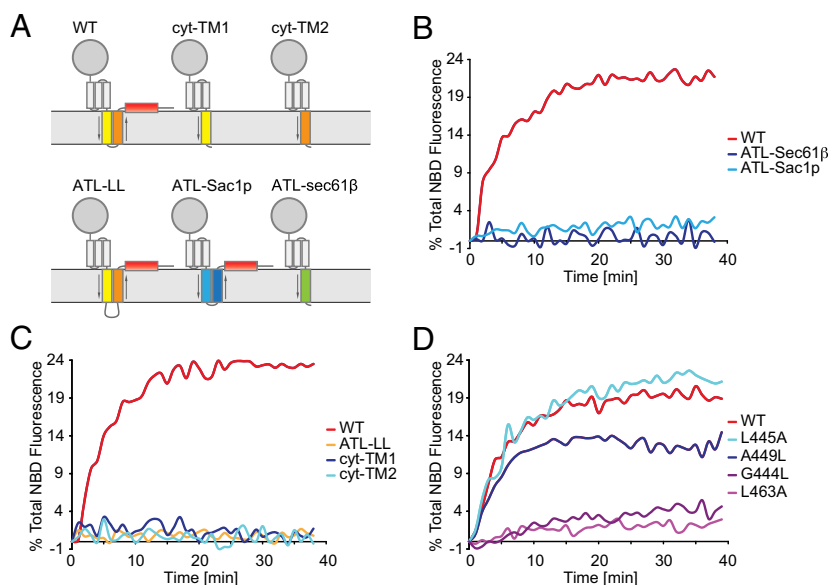 A
WT
cyt-TM1
cyt-TM2
ATL-LL
ATL-Sac1p
ATL-sec61β
B
% Total NBD Fluorescence
24
19
14
9
4
-1
0
10
20
30
40
Time [min]
WT
ATL-Sec61β
ATL-Sac1p
C
% Total NBD Fluorescence
24
19
14
9
4
-1
0
10
20
30
40
Time [min]
WT
ATL-LL
cyt-TM1
cyt-TM2
D
% Total NBD Fluorescence
24
19
14
9
4
-1
0
10
20
30
40
Time [min]
WT
L445A
A449L
G444L
L463A